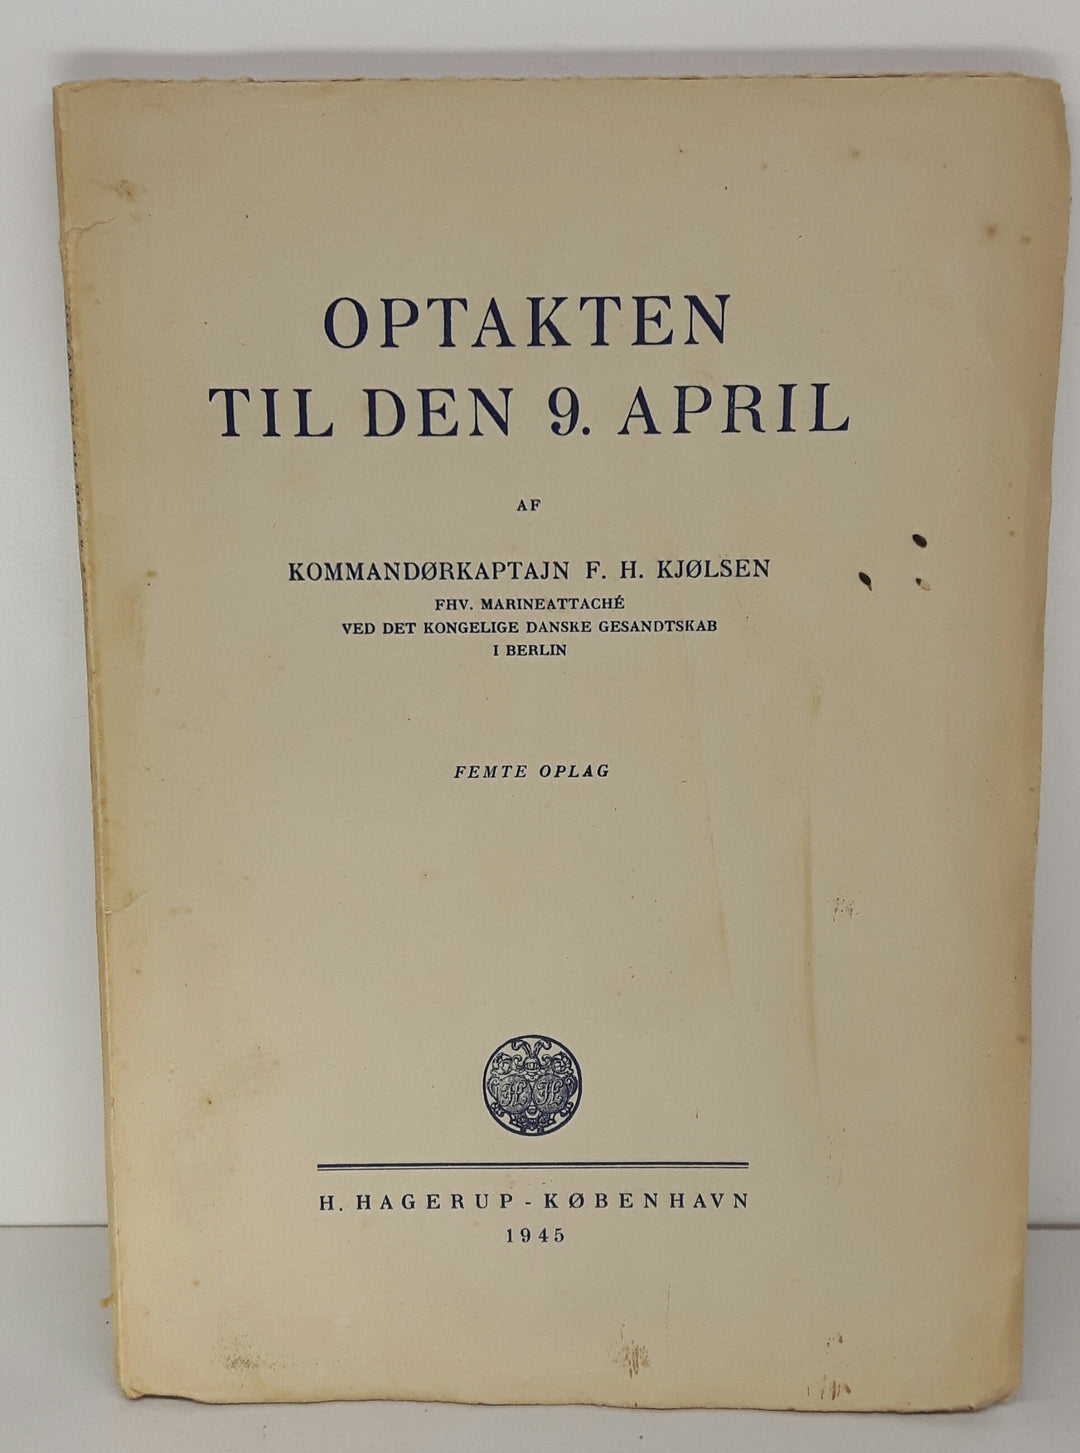 OPTAKTEN
TIL DEN 9. APRIL
AF
KOMMANDØRKAPTAJN F. H. KJØLSEN
FHV. MARINEATTACHÉ
VED DET KONGELIGE DANSKE GESANDTSKAB
I BERLIN
FEMTE OPLAG
H H
H. HAGERUP - KØBENHAVN
1945